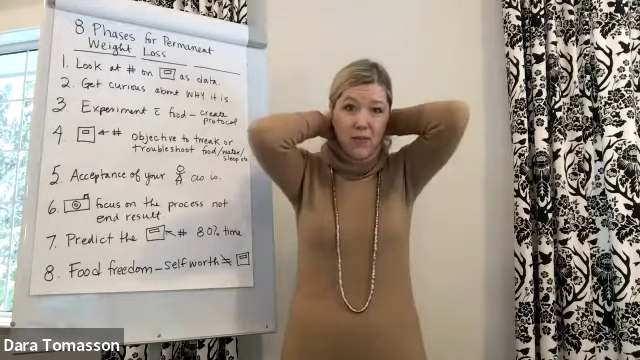 8 Phases for Permanent
Weight Loss
1. Look at # on as data.
2. Get curious about WHY it is.
3. Experiment c̄ food - create
protocol
4. # objective to tweak or
troubleshoot food/water/
sleep etc
5. Acceptance of your as is.
6. focus on the process not
end result.
7. Predict the # 80% time
8. Food freedom - self worth ≠
Dara Tomasson